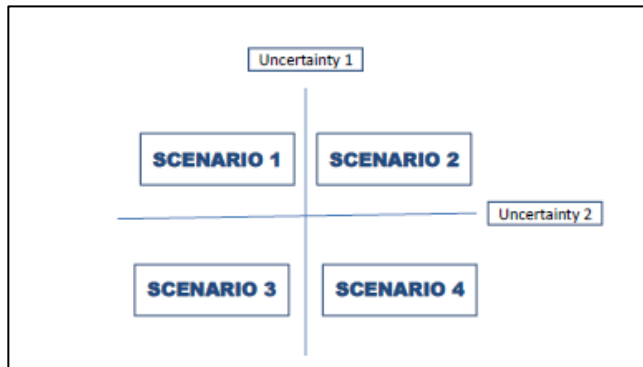 Uncertainty 1
SCENARIO 1
SCENARIO 2
Uncertainty 2
SCENARIO 3
SCENARIO 4